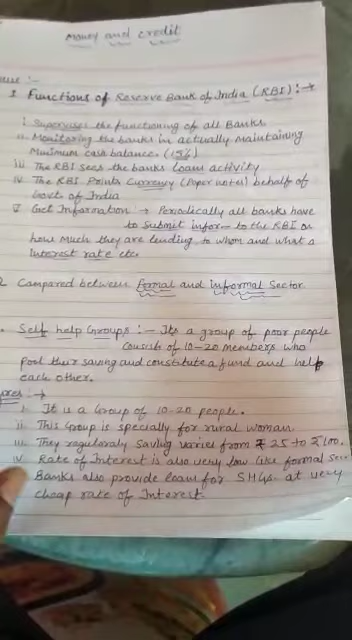 Money and credit
1 Functions of Reserve Bank of India (RBI) :→
i. Supervises the functioning of all Banks
ii. Monitoring the banks in actually maintaining
Minimum cash balance. (15%)
iii The RBI sees the banks loan activity
iv The RBI Points Currency (Paper notes) behalf of
Govt. of India
v Get Information → Periodically all banks have
to submit infor- to the RBI on
how Much they are lending to whom and what a
Interest rate etc.
2 Compared between Formal and informal Sector
Self help Groups :- Its a group of poor people
Consists of 10-20 members who
Pool their saving and constitute a fund and help
each other.
→
i. It is a Group of 10-20 people.
ii. This Group is specially for rural woman.
iii. They regularaly Saving varies from ₹ 25 to ₹ 100.
iv. Rate of Interest is also very low like formal
Banks also provide loan for SHGs at very
cheap rate of Interest.